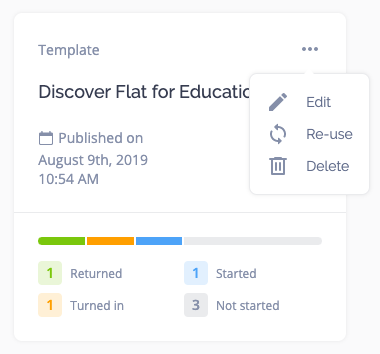 Template
Discover Flat for Educatio
Edit
Re-use
Delete
Published on
August 9th, 2019
10:54 AM
1 Returned
1 Started
1 Turned in
3 Not started